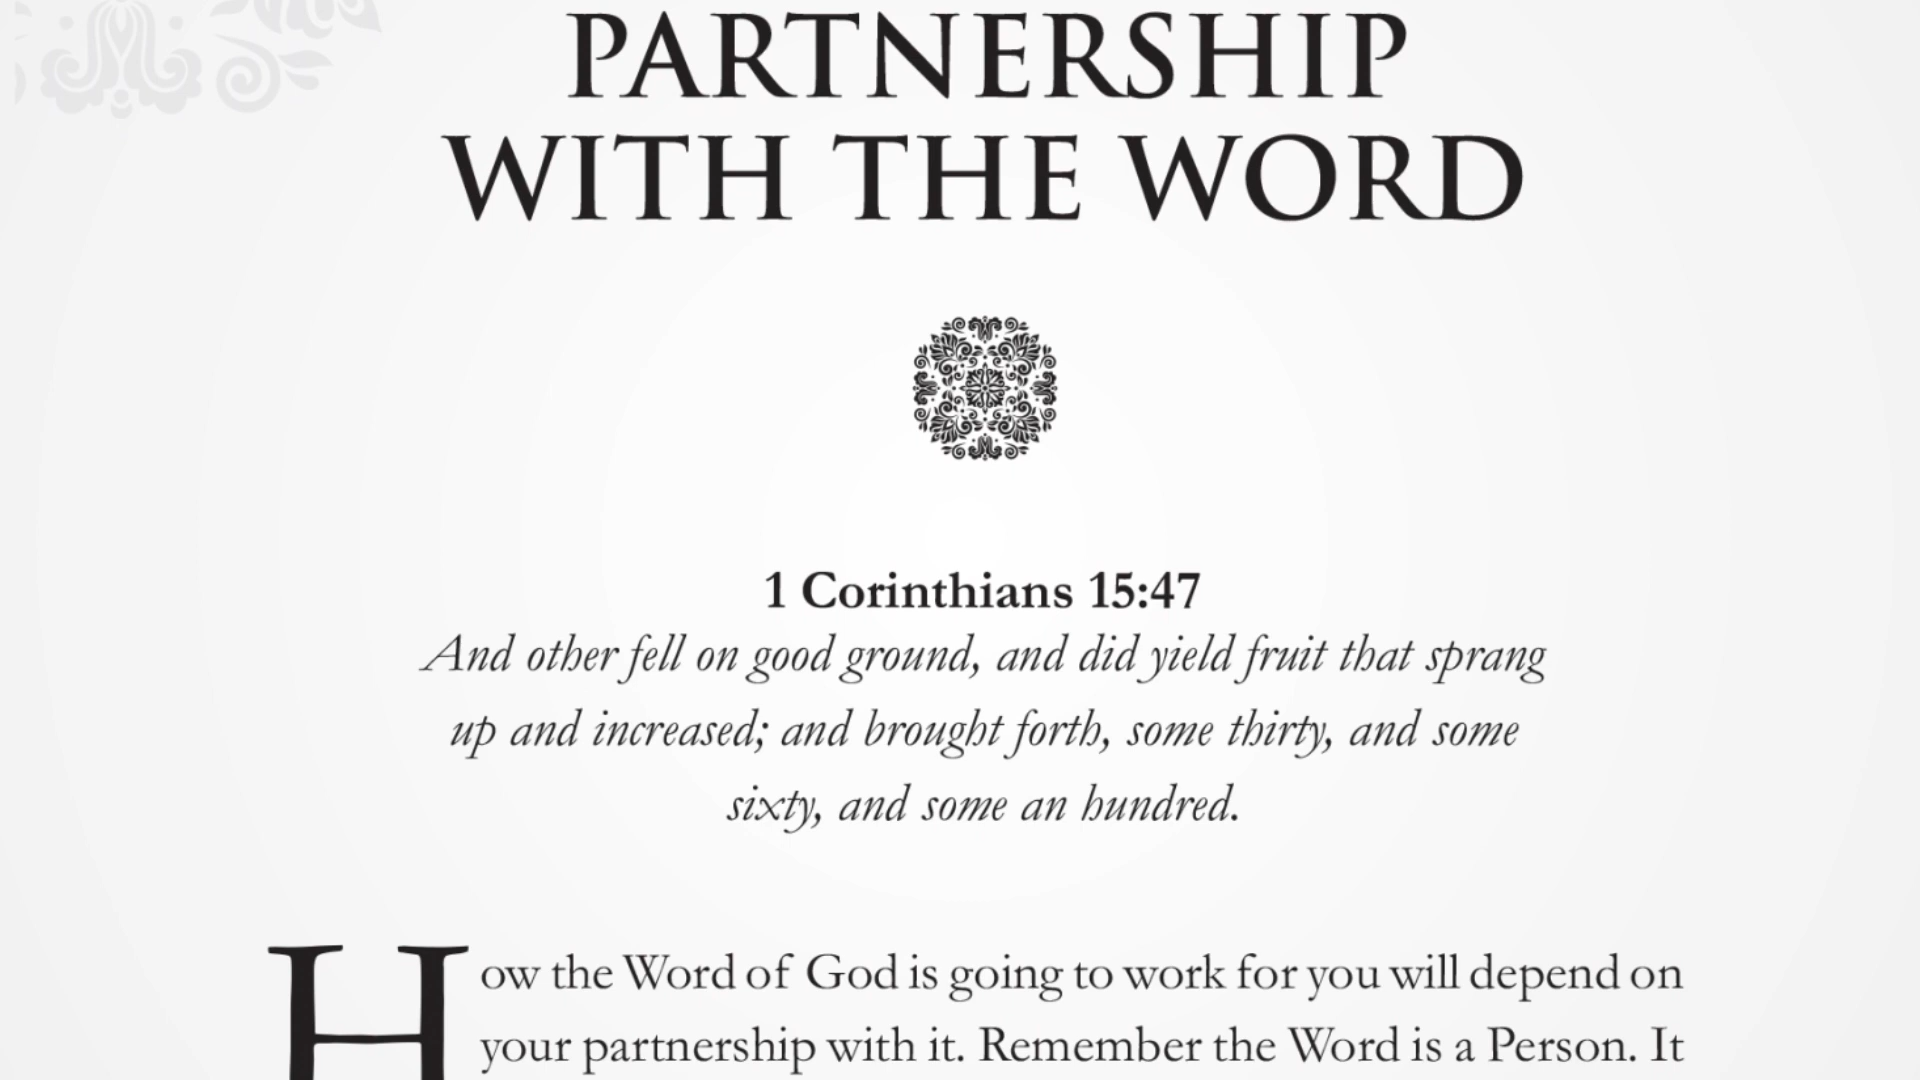 PARTNERSHIP
WITH THE WORD
1 Corinthians 15:47
And other fell on good ground, and did yield fruit that sprang
up and increased; and brought forth, some thirty, and some
sixty, and some an hundred.
How the Word of God is going to work for you will depend on
your partnership with it. Remember the Word is a Person. It